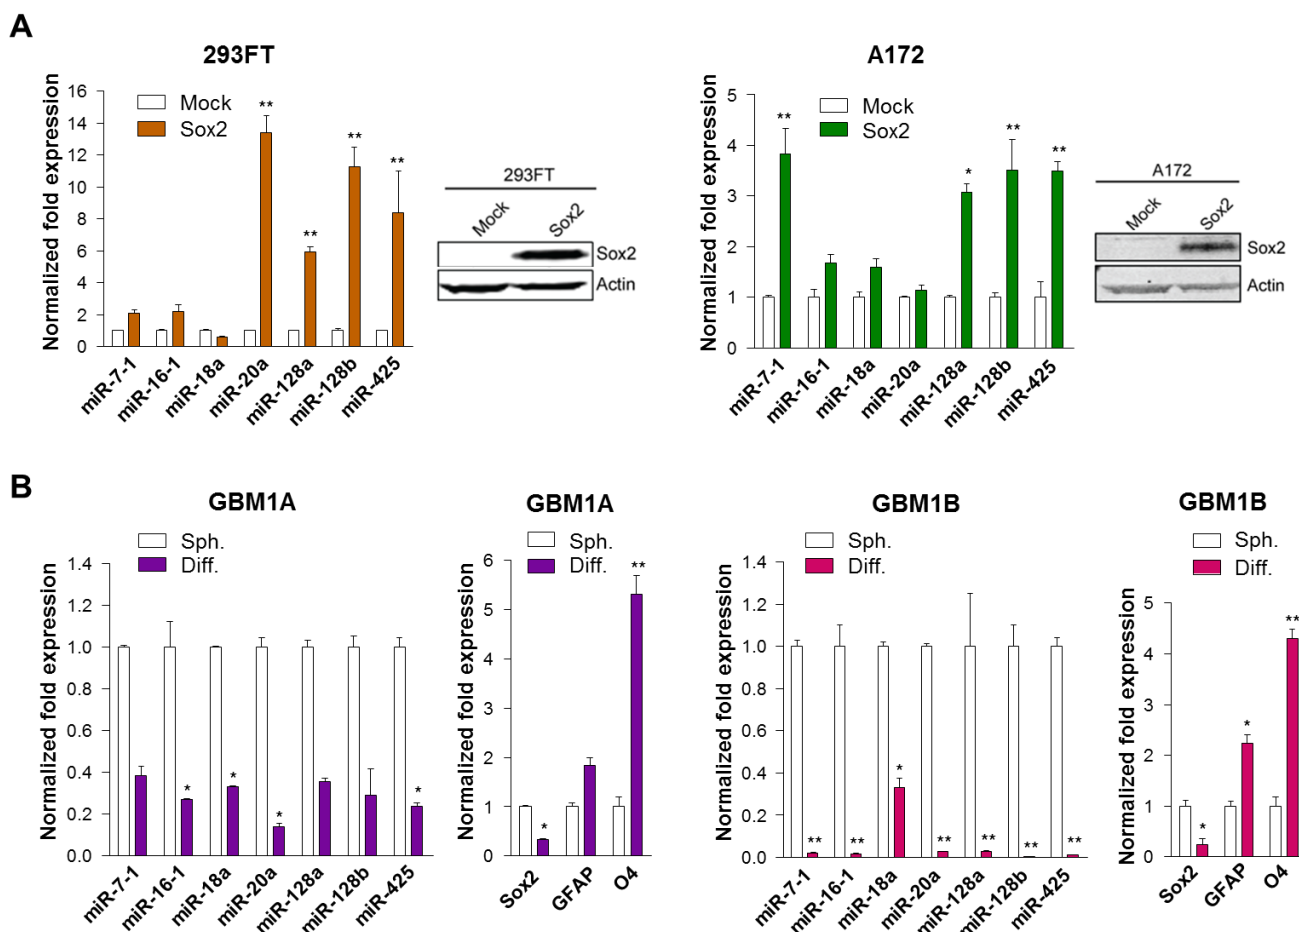 A
293FT
Normalized fold expression
16
14
12
10
8
6
4
2
0
Mock
Sox2
**
**
**
**
miR-7-1
miR-16-1
miR-18a
miR-20a
miR-128a
miR-128b
miR-425
293FT
Mock
Sox2
Sox2
Actin
A172
Normalized fold expression
5
4
3
2
1
0
Mock
Sox2
**
*
**
**
miR-7-1
miR-16-1
miR-18a
miR-20a
miR-128a
miR-128b
miR-425
A172
Mock
Sox2
Sox2
Actin
B
GBM1A
Sph.
Diff.
Normalized fold expression
1.4
1.2
1.0
0.8
0.6
0.4
0.2
0.0
*
*
*
*
miR-7-1
miR-16-1
miR-18a
miR-20a
miR-128a
miR-128b
miR-425
GBM1A
Sph.
Diff.
Normalized fold expression
6
5
4
3
2
1
0
*
**
Sox2
GFAP
O4
GBM1B
Sph.
Diff.
Normalized fold expression
1.4
1.2
1.0
0.8
0.6
0.4
0.2
0.0
**
**
*
**
**
**
**
miR-7-1
miR-16-1
miR-18a
miR-20a
miR-128a
miR-128b
miR-425
GBM1B
Sph.
Diff.
Normalized fold expression
5
4
3
2
1
0
*
*
**
Sox2
GFAP
O4